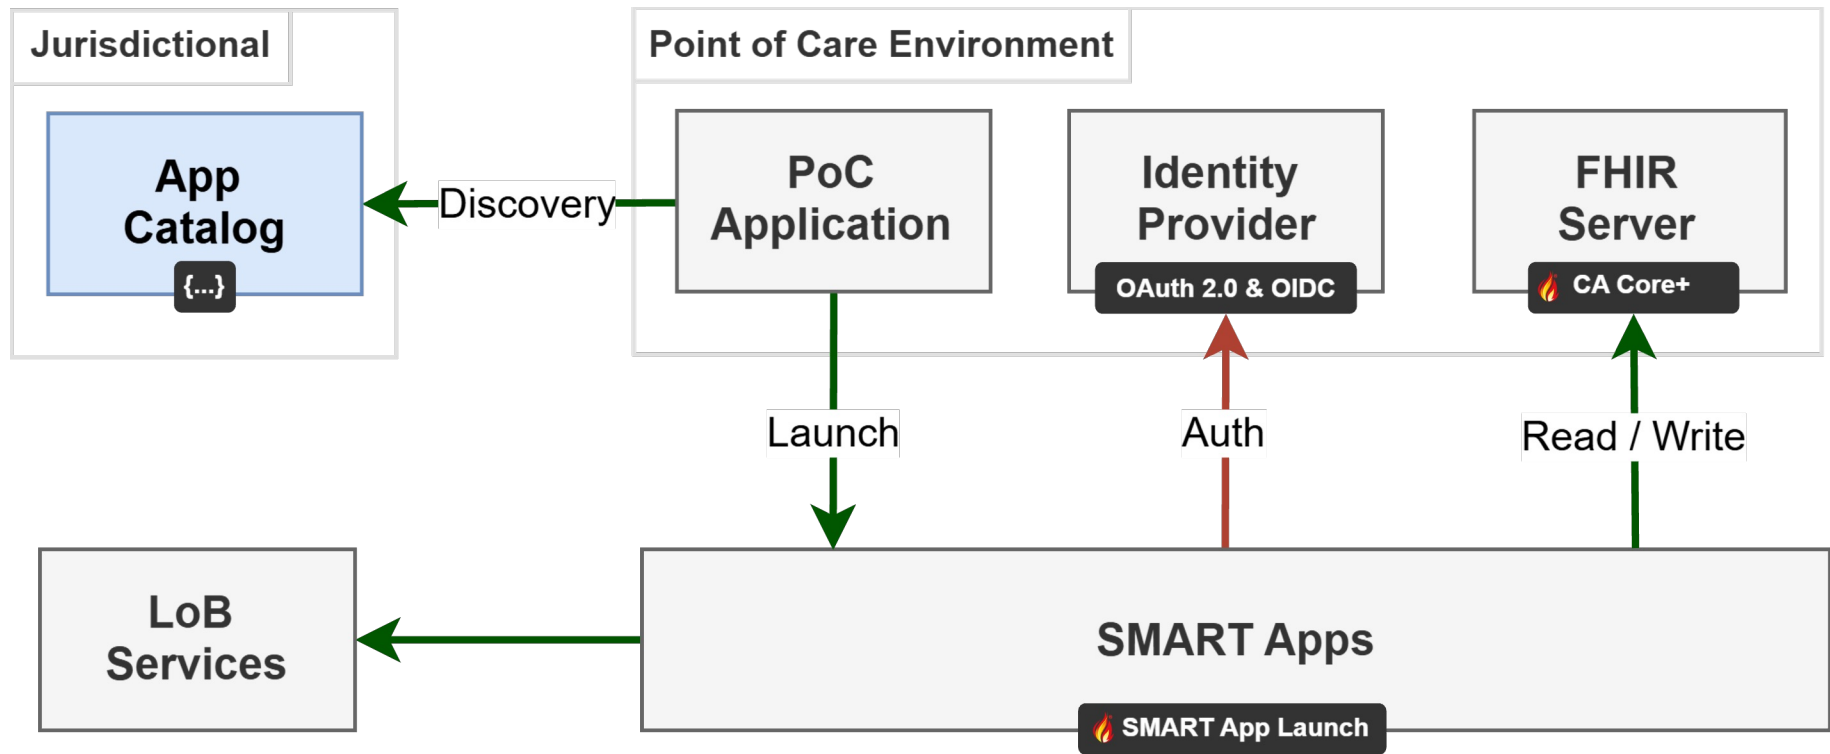 Jurisdictional
Point of Care Environment
App
Catalog
{...}
Discovery
PoC
Application
Identity
Provider
OAuth 2.0 & OIDC
FHIR
Server
CA Core+
Launch
Auth
Read / Write
LoB
Services
SMART Apps
SMART App Launch